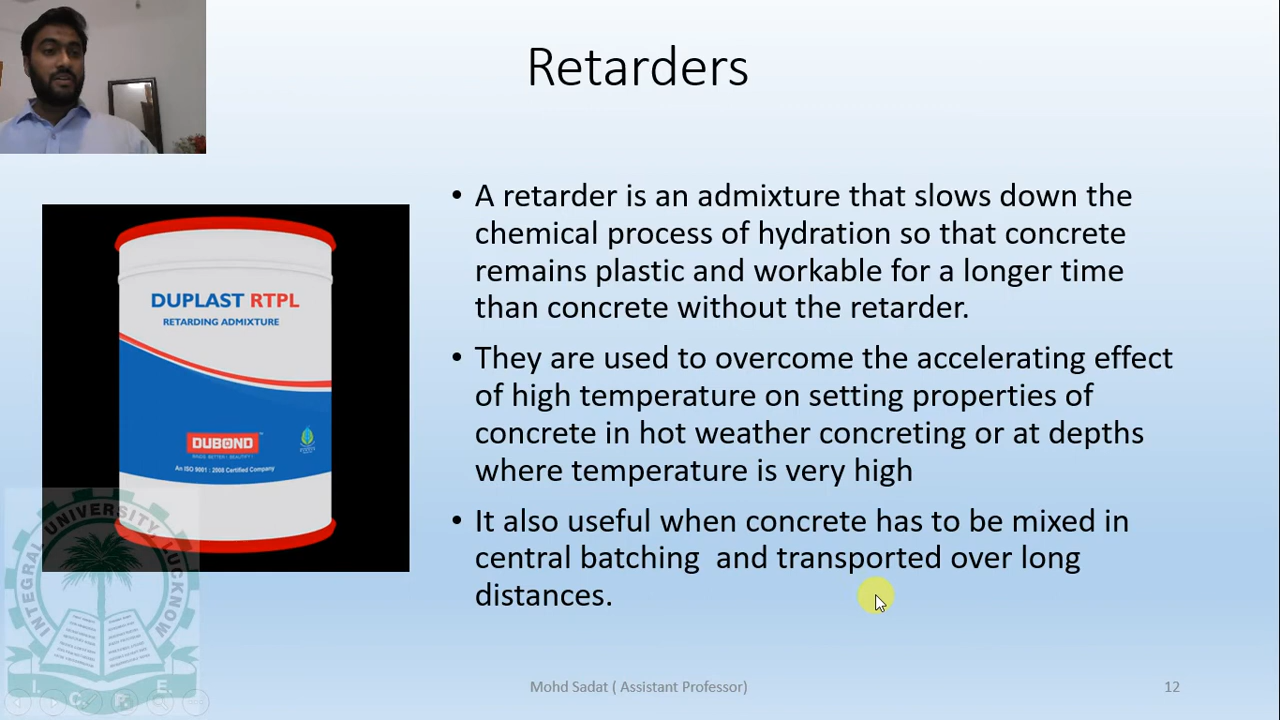 Retarders
• A retarder is an admixture that slows down the
chemical process of hydration so that concrete
remains plastic and workable for a longer time
than concrete without the retarder.
• They are used to overcome the accelerating effect
of high temperature on setting properties of
concrete in hot weather concreting or at depths
where temperature is very high
• It also useful when concrete has to be mixed in
central batching and transported over long
distances.
DUPLAST RTPL
RETARDING ADMIXTURE
DUBOND
An ISO 9001 : 2008 Certified Company
INTEGRAL UNIVERSITY LUCKNOW
Mohd Sadat ( Assistant Professor)
12